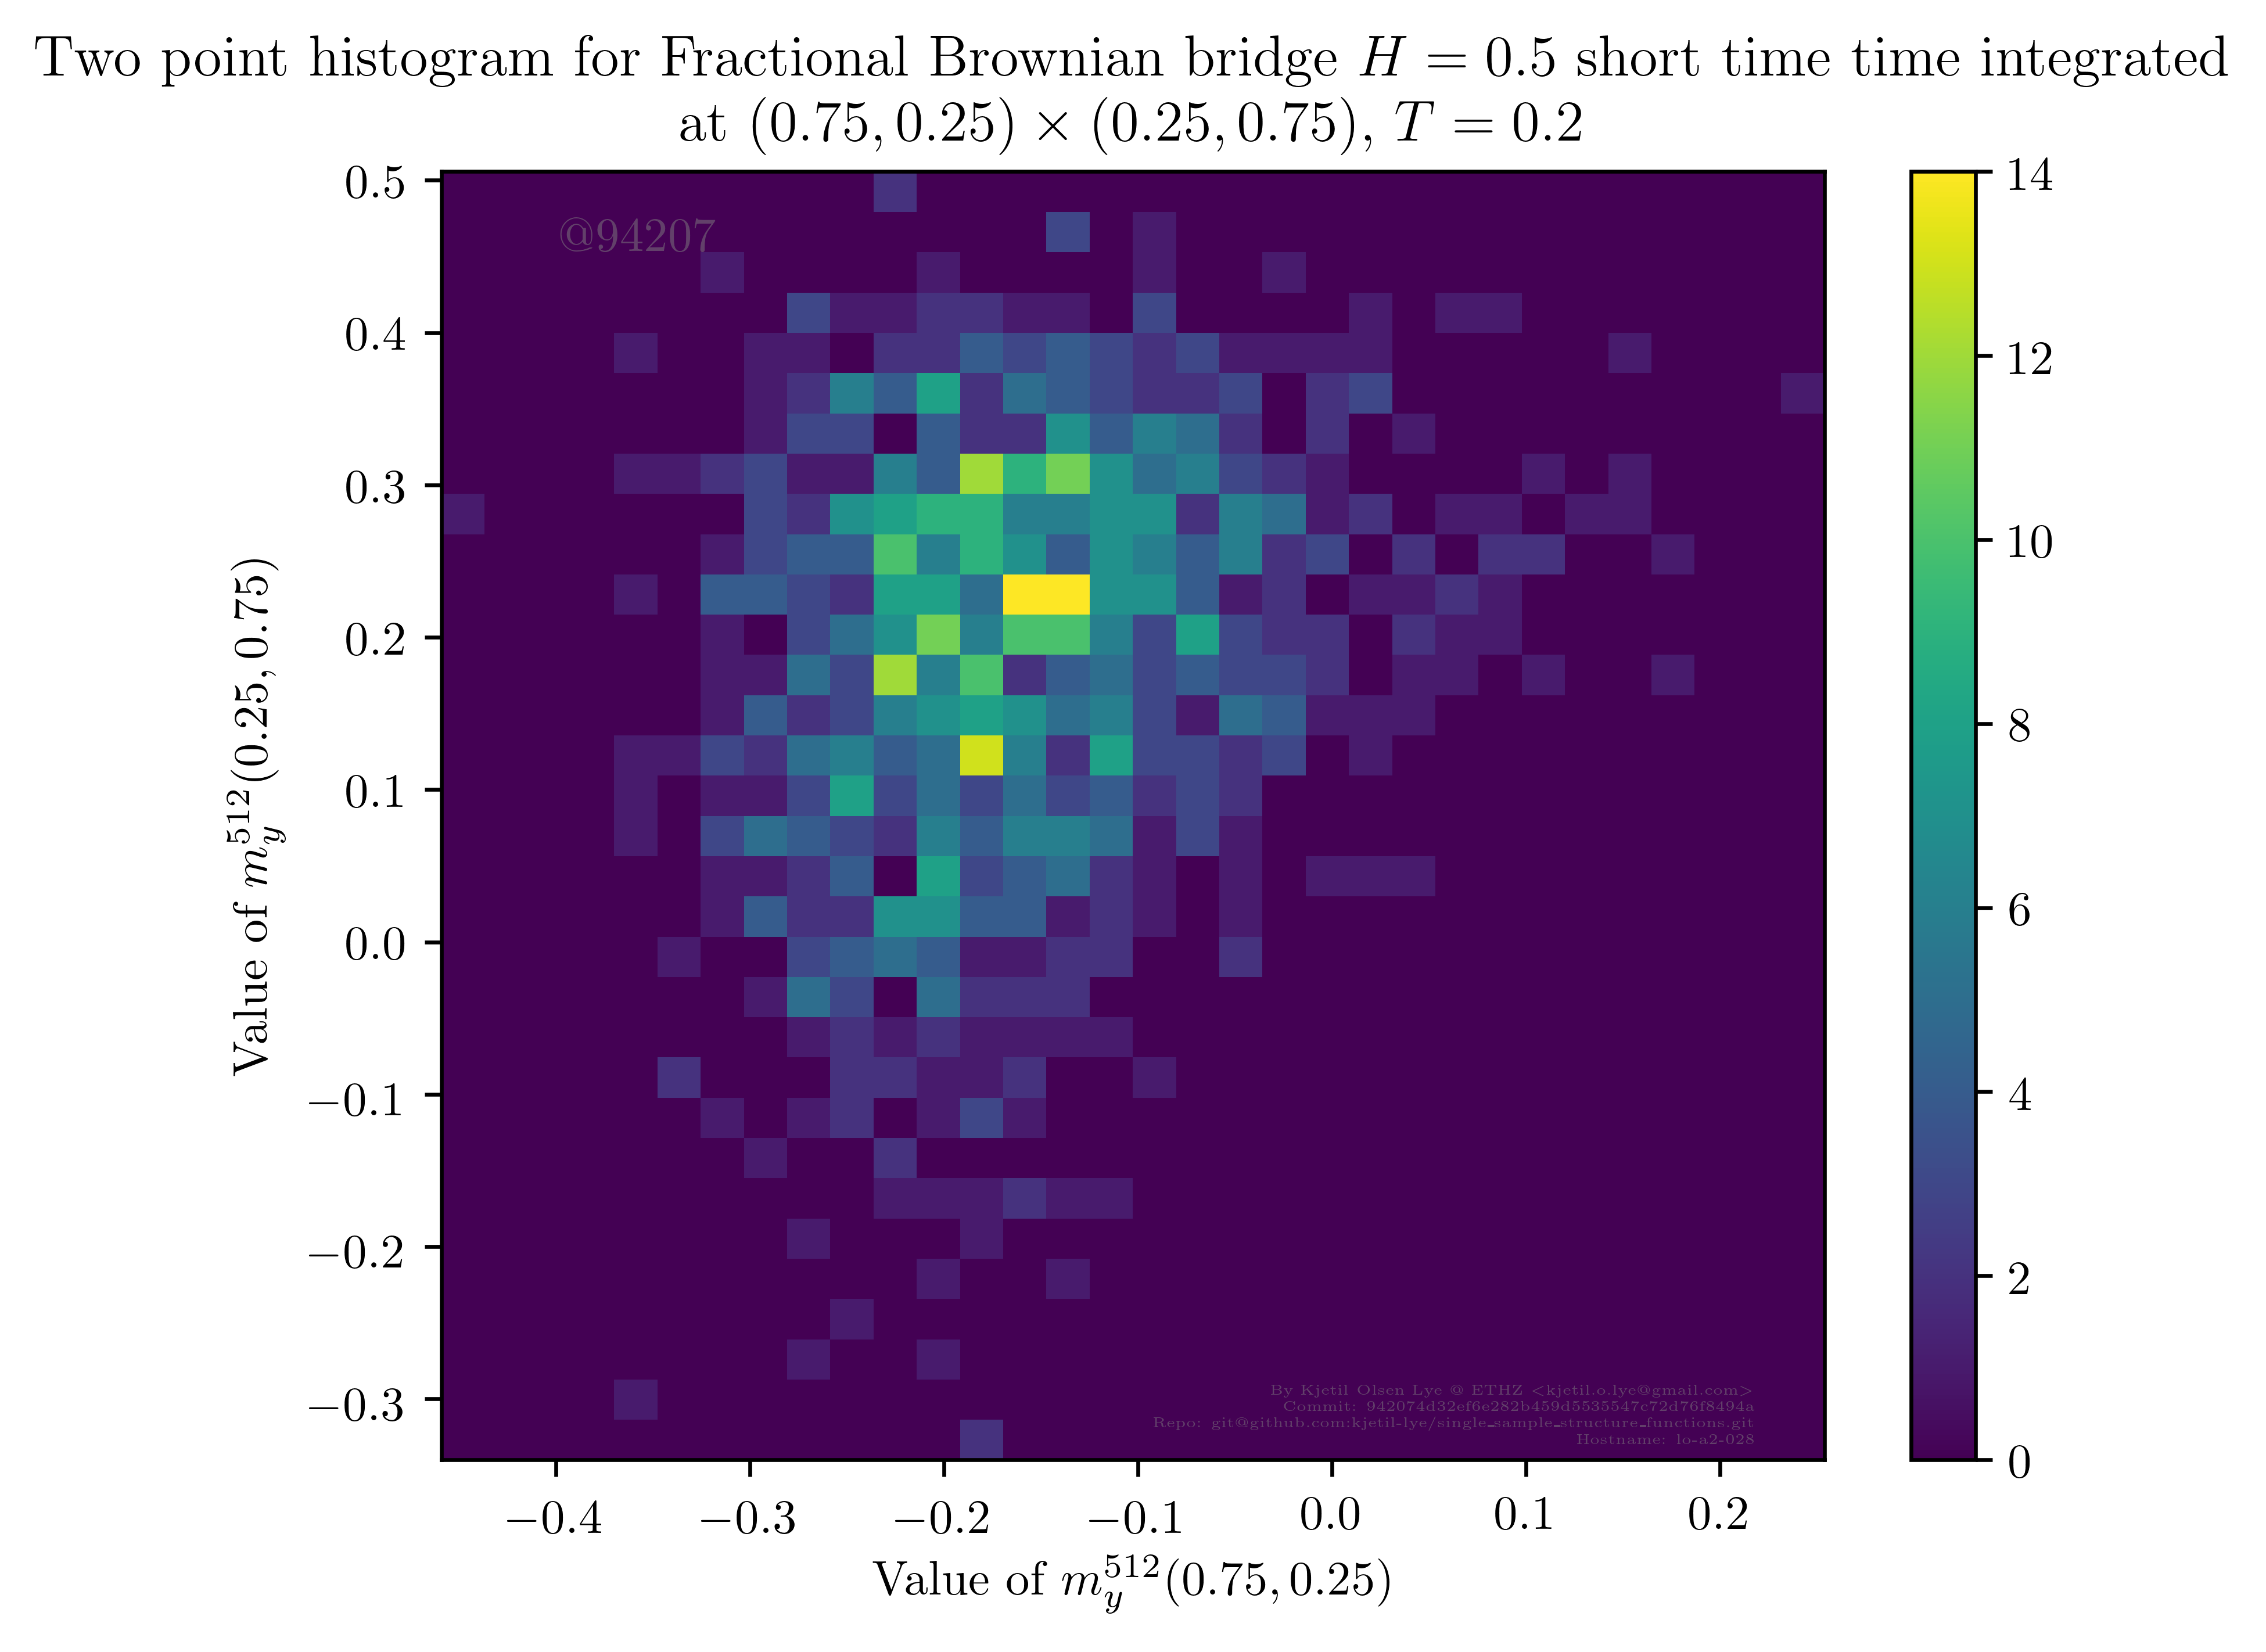 Two point histogram for Fractional Brownian bridge H = 0.5 short time time integrated
at (0.75, 0.25) × (0.25, 0.75), T = 0.2
@94207
0.5
0.4
0.3
0.2
0.1
0.0
−0.1
−0.2
−0.3
Value of m_y^512(0.25, 0.75)
14
12
10
8
6
4
2
0
By Kjetil Olsen Lye @ ETHZ <kjetil.o.lye@gmail.com>
Commit: 942074d32ef6e282b459d5535547c72d76f8494a
Repo: git@github.com:kjetil-lye/single_sample_structure_functions.git
Hostname: lo-a2-028
−0.4 −0.3 −0.2 −0.1 0.0 0.1 0.2
Value of m_y^512(0.75, 0.25)